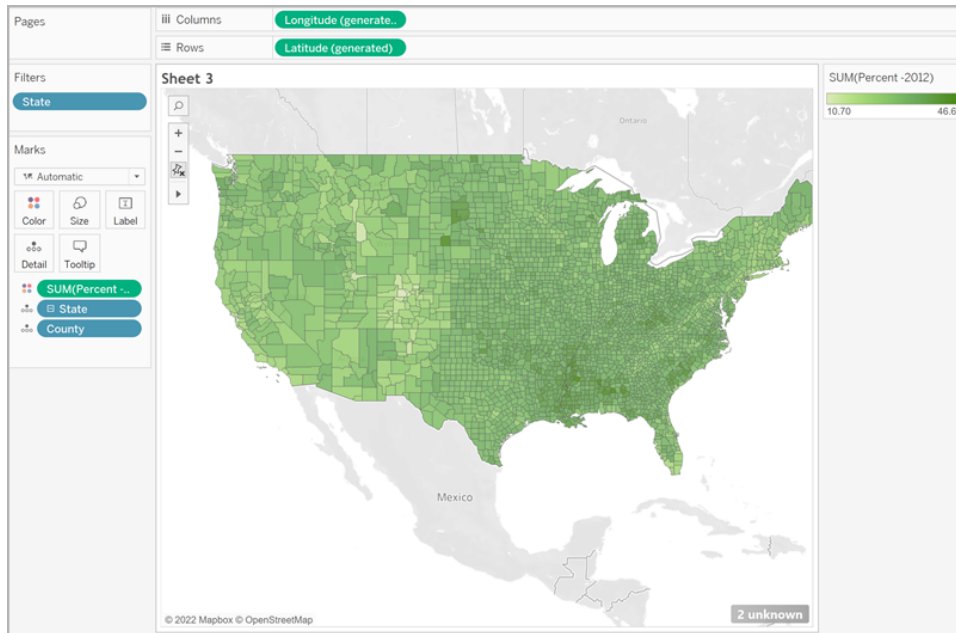 Pages
Columns
Longitude (generate..
Rows
Latitude (generated)
Filters
State
Marks
Automatic
Color
Size
Label
Detail
Tooltip
SUM(Percent -..
State
County
Sheet 3
Ontario
Mexico
© 2022 Mapbox © OpenStreetMap
2 unknown
SUM(Percent -2012)
10.70
46.6